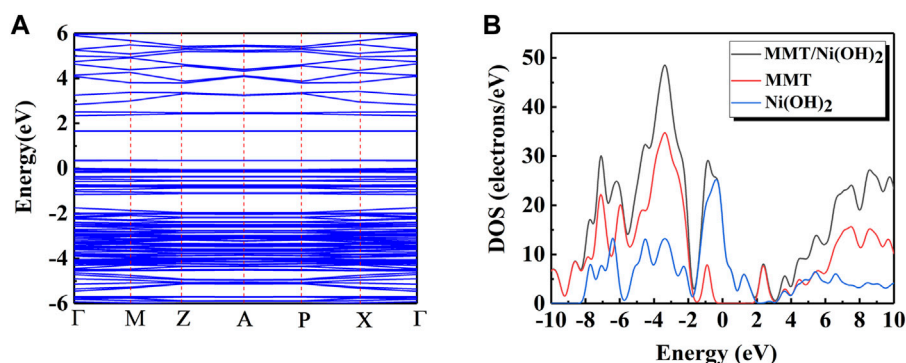 A
B
Energy(eV)
6
4
2
0
-2
-4
-6
Γ M Z A P X Γ
DOS (electrons/eV)
55
50
40
30
20
10
0
MMT/Ni(OH)2
MMT
Ni(OH)2
-10 -8 -6 -4 -2 0 2 4 6 8 10
Energy (eV)